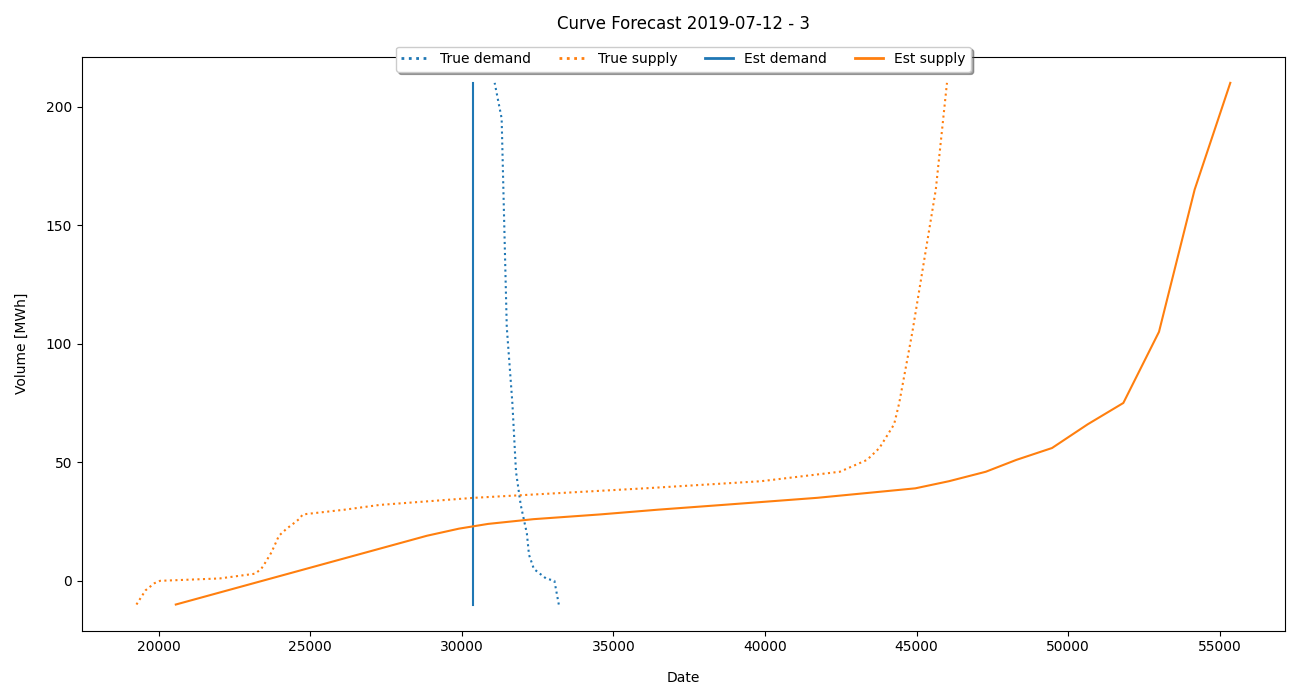 Curve Forecast 2019-07-12 - 3
True demand True supply Est demand Est supply
200
150
100
50
0
Volume [MWh]
20000 25000 30000 35000 40000 45000 50000 55000
Date